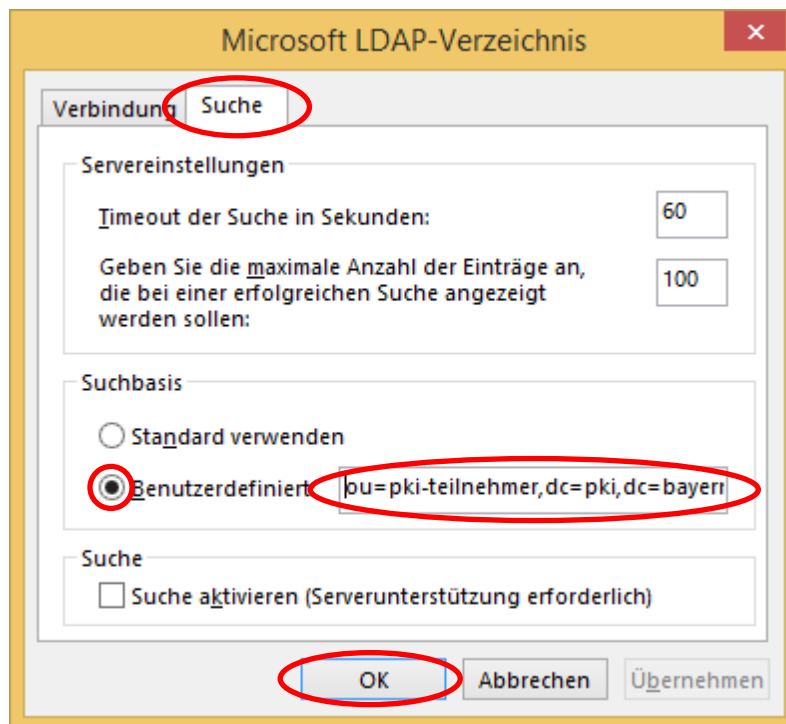 Microsoft LDAP-Verzeichnis
Verbindung Suche
Servereinstellungen
Timeout der Suche in Sekunden: 60
Geben Sie die maximale Anzahl der Einträge an, 100
die bei einer erfolgreichen Suche angezeigt
werden sollen:
Suchbasis
Standard verwenden
Benutzerdefiniert ou=pki-teilnehmer,dc=pki,dc=bayern
Suche
Suche aktivieren (Serverunterstützung erforderlich)
OK Abbrechen Übernehmen